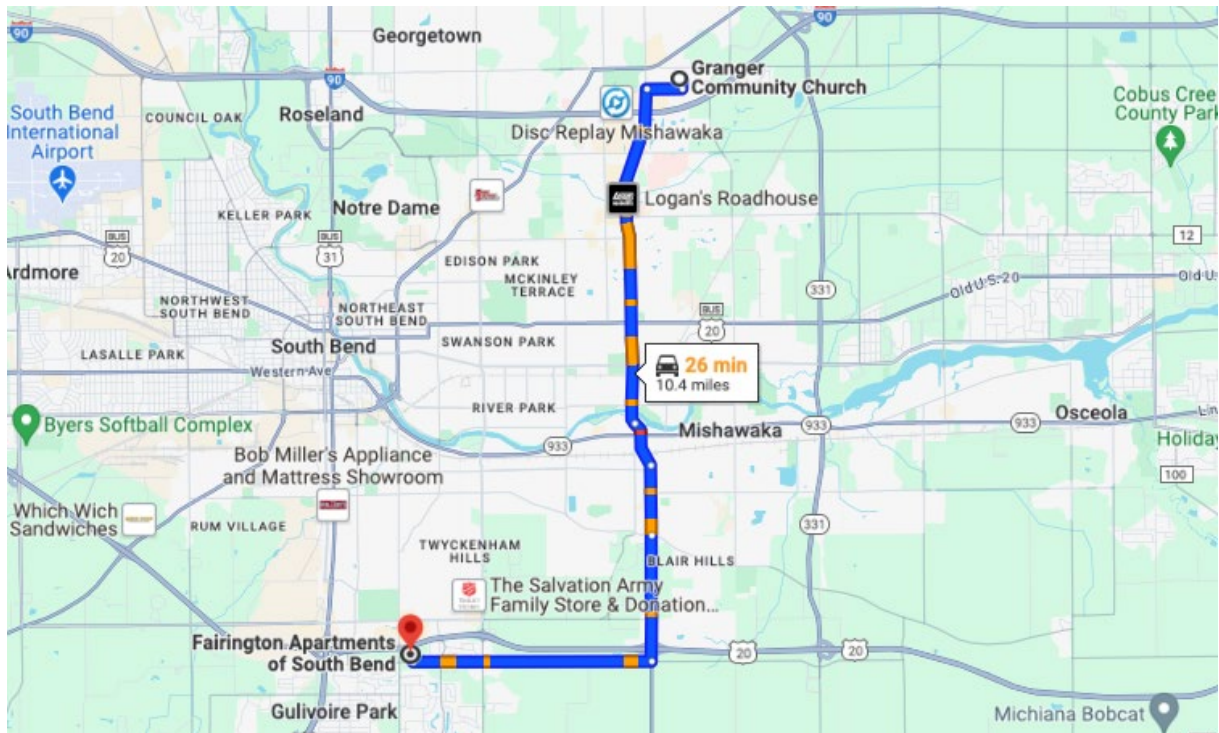 90
Georgetown
90
90
Granger
Community Church
South Bend
International
Airport
COUNCIL OAK
Roseland
Disc Replay Mishawaka
Cobus Cree
County Park
KELLER PARK
Notre Dame
Logan's Roadhouse
BUS
20
BUS
31
12
Ardmore
EDISON PARK
MCKINLEY
TERRACE
331
Old U.S. 20
Old U.
NORTHWEST
SOUTH BEND
NORTHEAST
SOUTH BEND
BUS
20
South Bend
SWANSON PARK
LASALLE PARK
Western Ave
26 min
10.4 miles
RIVER PARK
Byers Softball Complex
933
Mishawaka
933
933
Osceola
Lin
Holiday
Bob Miller's Appliance
and Mattress Showroom
100
Which Wich
Sandwiches
RUM VILLAGE
331
TWYCKENHAM
HILLS
BLAIR HILLS
The Salvation Army
Family Store & Donation...
Fairington Apartments
of South Bend
20
20
Gulivoire Park
Michiana Bobcat